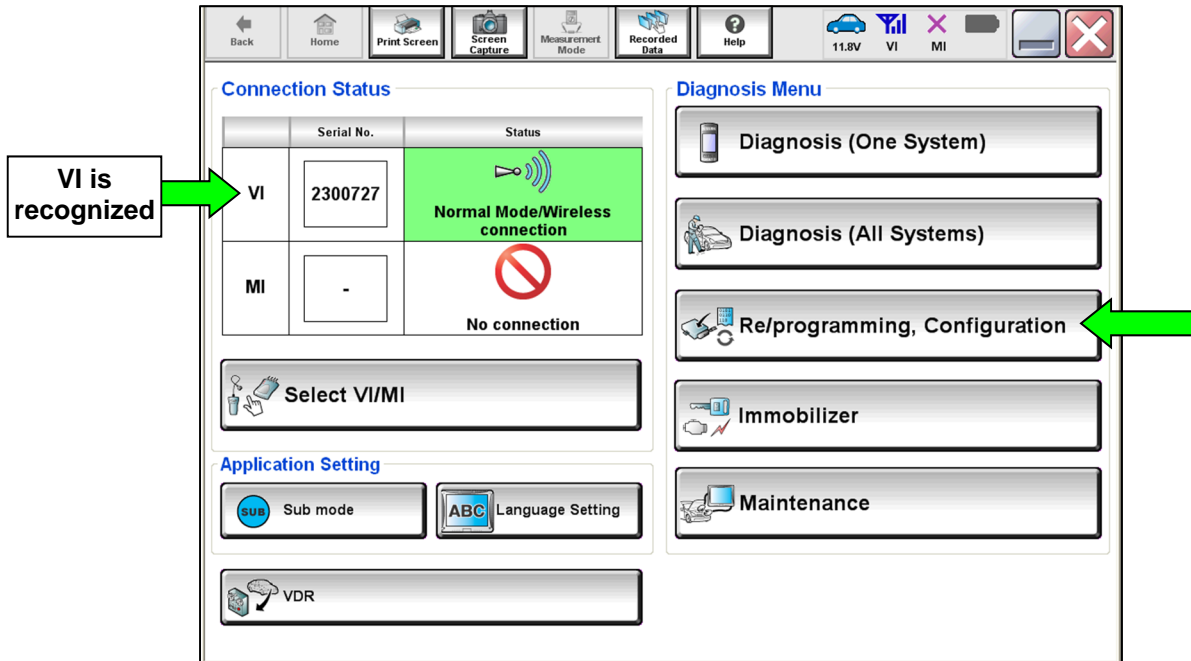 Back
Home
Print Screen
Screen
Capture
Measurement
Mode
Recorded
Data
Help
11.8V
VI
MI
Connection Status
Serial No.
Status
VI
2300727
Normal Mode/Wireless
connection
MI
-
No connection
Select VI/MI
Application Setting
SUB
Sub mode
ABC
Language Setting
VDR
Diagnosis Menu
Diagnosis (One System)
Diagnosis (All Systems)
Re/programming, Configuration
Immobilizer
Maintenance
VI is
recognized